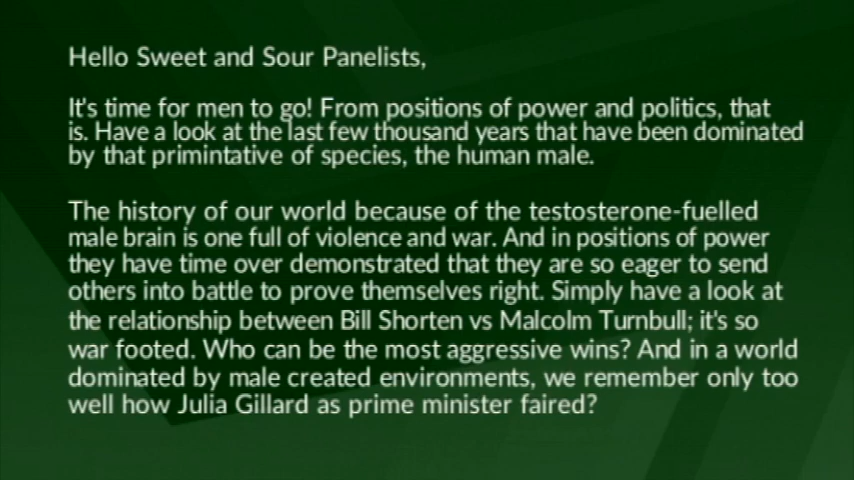 Hello Sweet and Sour Panelists,
It's time for men to go! From positions of power and politics, that
is. Have a look at the last few thousand years that have been dominated
by that primintative of species, the human male.
The history of our world because of the testosterone-fuelled
male brain is one full of violence and war. And in positions of power
they have time over demonstrated that they are so eager to send
others into battle to prove themselves right. Simply have a look at
the relationship between Bill Shorten vs Malcolm Turnbull; it's so
war footed. Who can be the most aggressive wins? And in a world
dominated by male created environments, we remember only too
well how Julia Gillard as prime minister faired?